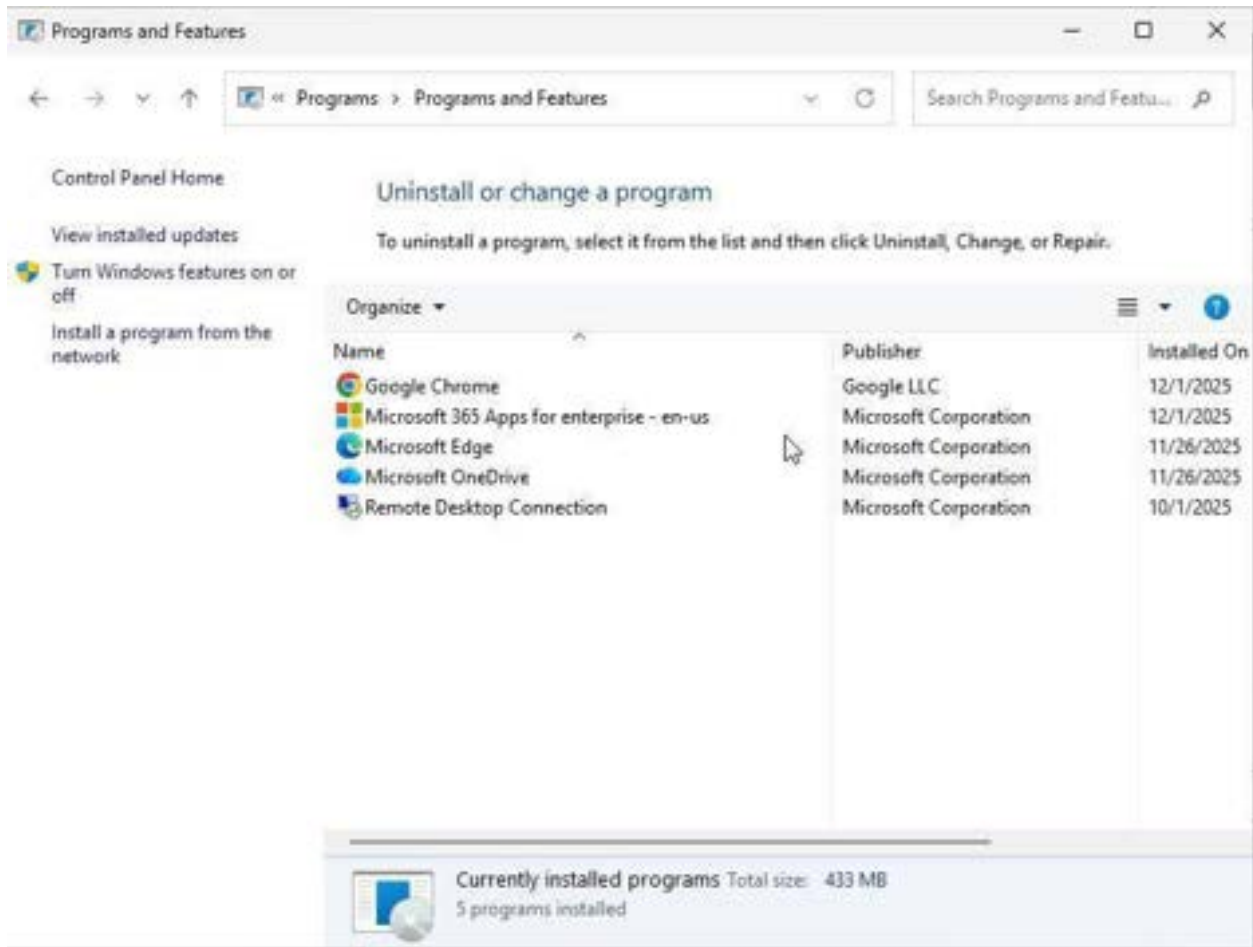 Programs and Features
« Programs > Programs and Features
Search Programs and Featu...
Control Panel Home
View installed updates
Turn Windows features on or
off
Install a program from the
network
Uninstall or change a program
To uninstall a program, select it from the list and then click Uninstall, Change, or Repair.
Organize
Name Publisher Installed On
Google Chrome Google LLC 12/1/2025
Microsoft 365 Apps for enterprise - en-us Microsoft Corporation 12/1/2025
Microsoft Edge Microsoft Corporation 11/26/2025
Microsoft OneDrive Microsoft Corporation 11/26/2025
Remote Desktop Connection Microsoft Corporation 10/1/2025
Currently installed programs Total size: 433 MB
5 programs installed